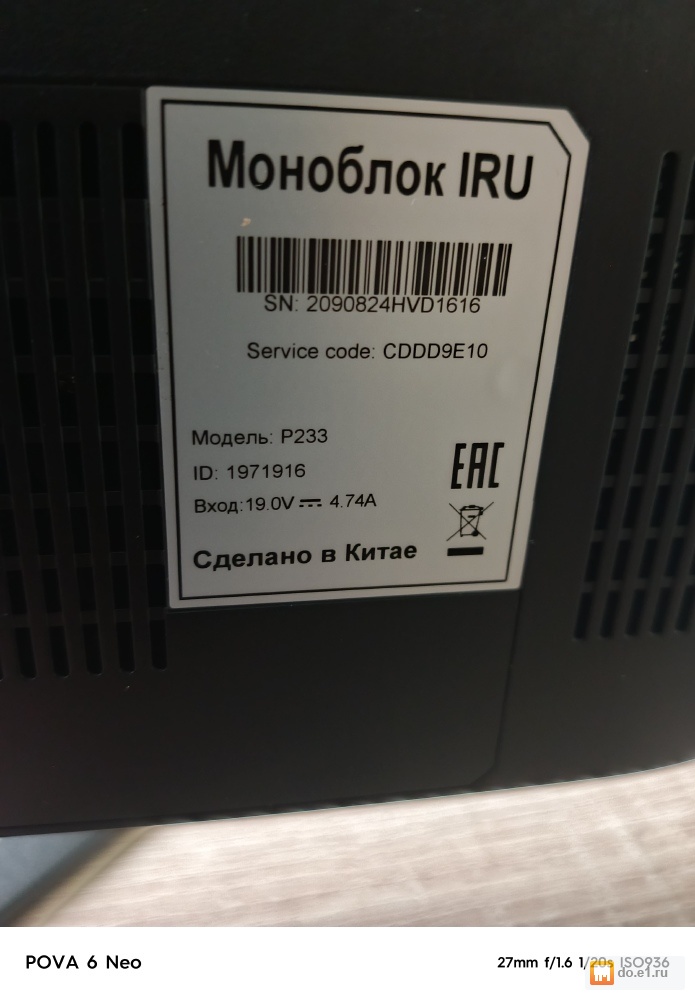 Моноблок IRU
SN: 2090824HVD1616
Service code: CDDD9E10
Модель: P233
ID: 1971916
Вход:19.0V 4.74A
EAC
Сделано в Китае
POVA 6 Neo
27mm f/1.6 1/20s ISO936
do.e1.ru